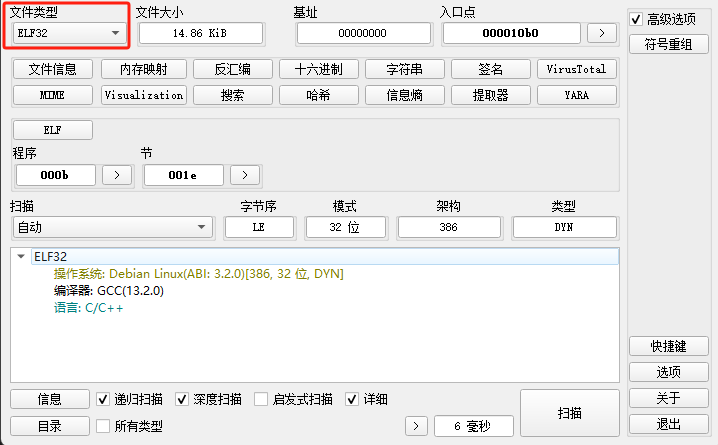 文件类型 文件大小 基址 入口点 高级选项
ELF32 14.86 KiB 00000000 000010b0 > 符号重组
文件信息 内存映射 反汇编 十六进制 字符串 签名 VirusTotal
MIME Visualization 搜索 哈希 信息熵 提取器 YARA
ELF
程序 节
000b > 001e >
扫描 字节序 模式 架构 类型
自动 LE 32 位 386 DYN
ELF32
操作系统: Debian Linux(ABI: 3.2.0)[386, 32 位, DYN]
编译器: GCC(13.2.0)
语言: C/C++
快捷键
选项
信息 递归扫描 深度扫描 启发式扫描 详细 扫描 关于
目录 所有类型 > 6 毫秒 退出